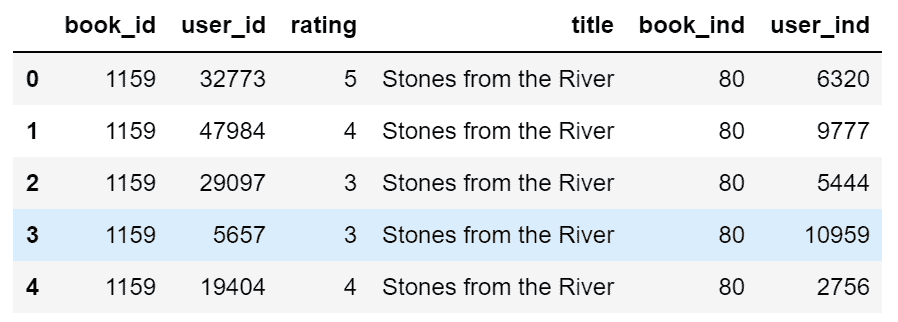 book_id user_id rating title book_ind user_ind
0 1159 32773 5 Stones from the River 80 6320
1 1159 47984 4 Stones from the River 80 9777
2 1159 29097 3 Stones from the River 80 5444
3 1159 5657 3 Stones from the River 80 10959
4 1159 19404 4 Stones from the River 80 2756